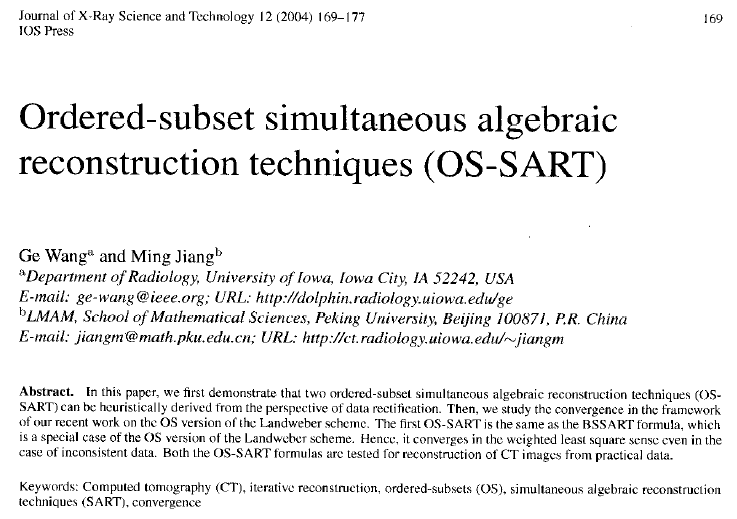 Journal of X-Ray Science and Technology 12 (2004) 169–177
169
IOS Press
Ordered-subset simultaneous algebraic
reconstruction techniques (OS-SART)
Ge Wangᵃ and Ming Jiangᵇ
ᵃDepartment of Radiology, University of Iowa, Iowa City, IA 52242, USA
E-mail: ge-wang@ieee.org; URL: http://dolphin.radiology.uiowa.edu/ge
ᵇLMAM, School of Mathematical Sciences, Peking University, Beijing 100871, P.R. China
E-mail: jiangm@math.pku.edu.cn; URL: http://ct.radiology.uiowa.edu/~jiangm
Abstract. In this paper, we first demonstrate that two ordered-subset simultaneous algebraic reconstruction techniques (OS-
SART) can be heuristically derived from the perspective of data rectification. Then, we study the convergence in the framework
of our recent work on the OS version of the Landweber scheme. The first OS-SART is the same as the BSSART formula, which
is a special case of the OS version of the Landweber scheme. Hence, it converges in the weighted least square sense even in the
case of inconsistent data. Both the OS-SART formulas are tested for reconstruction of CT images from practical data.
Keywords: Computed tomography (CT), iterative reconstruction, ordered-subsets (OS), simultaneous algebraic reconstruction
techniques (SART), convergence